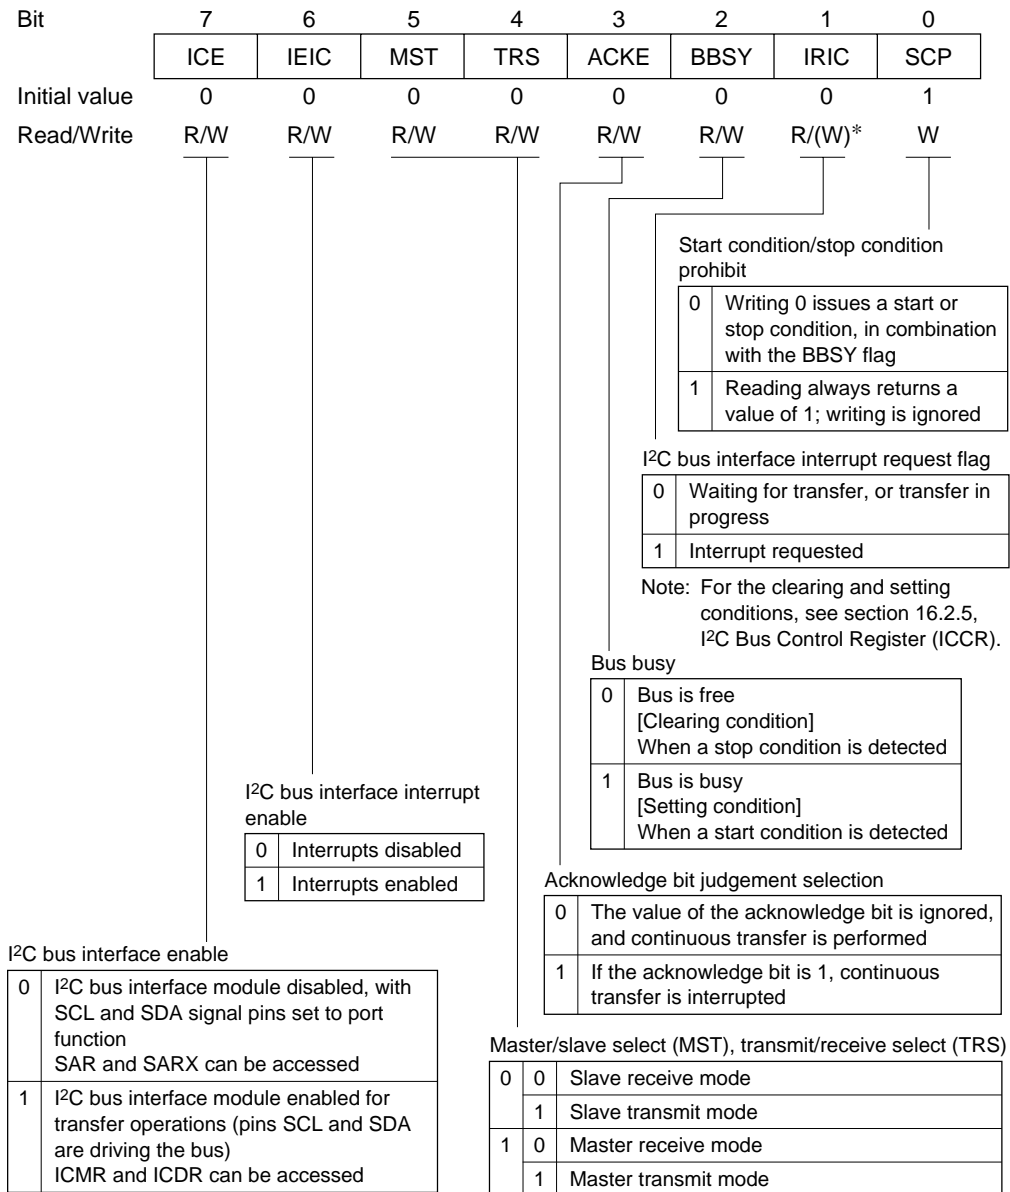 Bit 7 6 5 4 3 2 1 0
ICE IEIC MST TRS ACKE BBSY IRIC SCP
Initial value 0 0 0 0 0 0 0 1
Read/Write R/W R/W R/W R/W R/W R/W R/(W)* W
Start condition/stop condition
prohibit
0 Writing 0 issues a start or
stop condition, in combination
with the BBSY flag
1 Reading always returns a
value of 1; writing is ignored
I2C bus interface interrupt request flag
0 Waiting for transfer, or transfer in
progress
1 Interrupt requested
Note: For the clearing and setting
conditions, see section 16.2.5,
I2C Bus Control Register (ICCR).
Bus busy
0 Bus is free
[Clearing condition]
When a stop condition is detected
1 Bus is busy
[Setting condition]
When a start condition is detected
I2C bus interface interrupt
enable
0 Interrupts disabled
1 Interrupts enabled
Acknowledge bit judgement selection
0 The value of the acknowledge bit is ignored,
and continuous transfer is performed
1 If the acknowledge bit is 1, continuous
transfer is interrupted
I2C bus interface enable
0 I2C bus interface module disabled, with
SCL and SDA signal pins set to port
function
SAR and SARX can be accessed
1 I2C bus interface module enabled for
transfer operations (pins SCL and SDA
are driving the bus)
ICMR and ICDR can be accessed
Master/slave select (MST), transmit/receive select (TRS)
0 0 Slave receive mode
1 Slave transmit mode
1 0 Master receive mode
1 Master transmit mode